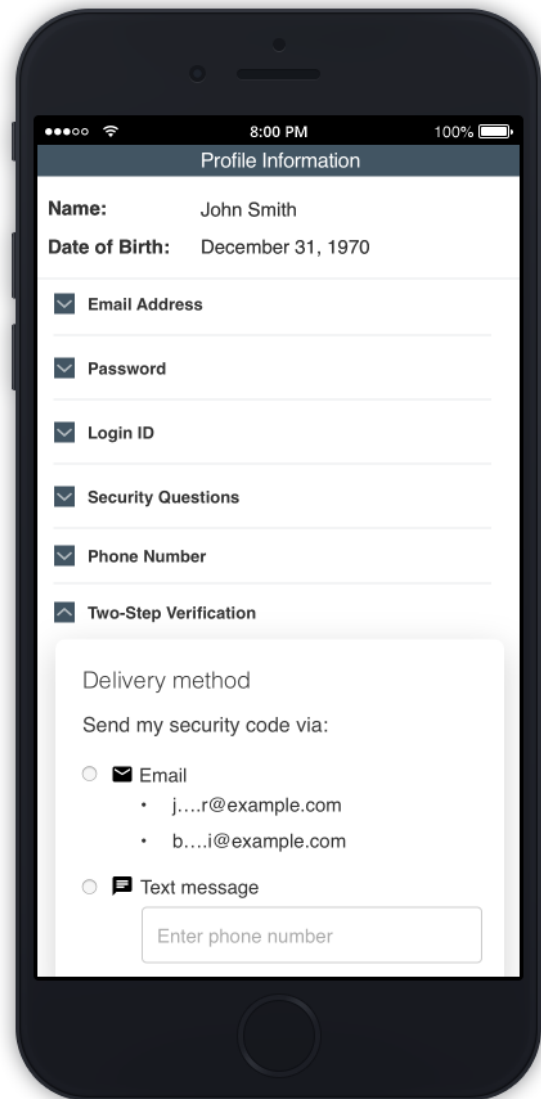 8:00 PM 100%
Profile Information
Name: John Smith
Date of Birth: December 31, 1970
Email Address
Password
Login ID
Security Questions
Phone Number
Two-Step Verification
Delivery method
Send my security code via:
Email
• j....r@example.com
• b....i@example.com
Text message
Enter phone number